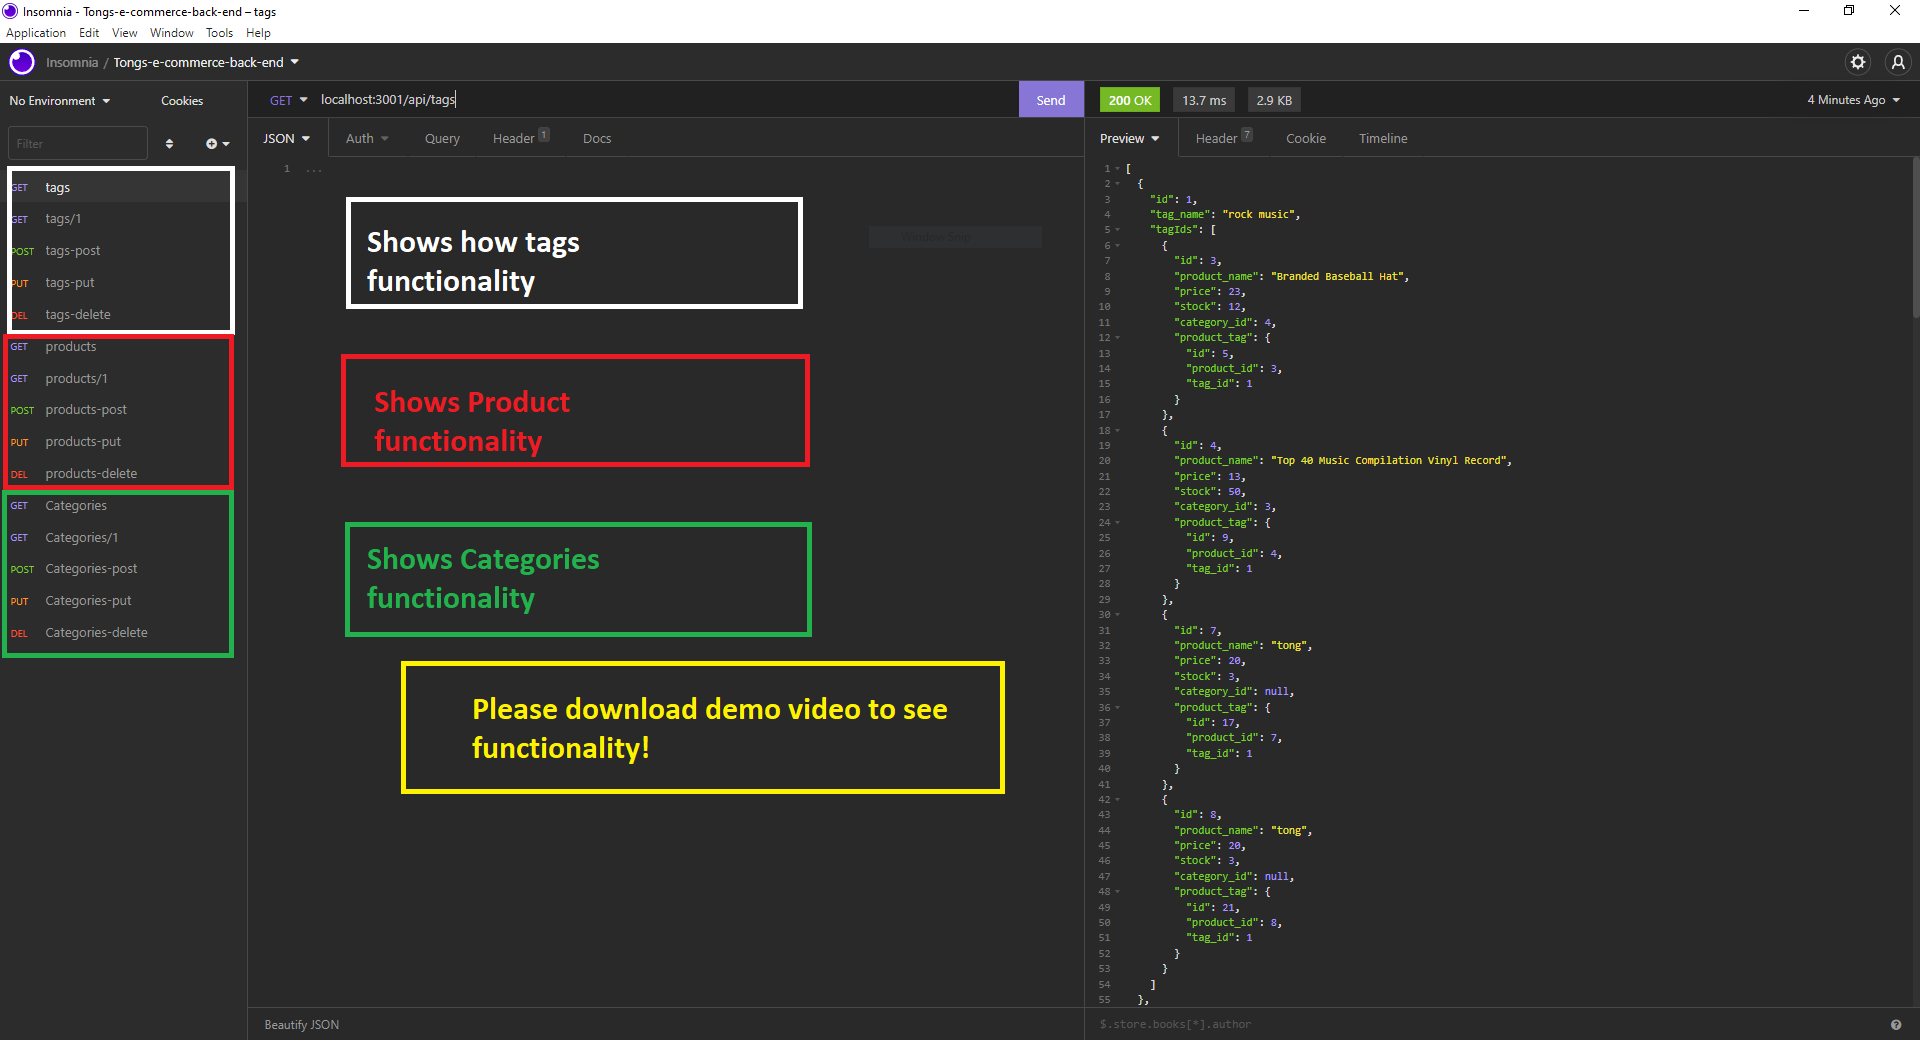 Insomnia - Tongs-e-commerce-back-end – tags
Application Edit View Window Tools Help
Insomnia / Tongs-e-commerce-back-end
No Environment Cookies
GET localhost:3001/api/tags Send
200 OK 13.7 ms 2.9 KB 4 Minutes Ago
Filter
JSON Auth Query Header 1 Docs
Preview Header 7 Cookie Timeline
GET tags
GET tags/1
POST tags-post
PUT tags-put
DEL tags-delete
GET products
GET products/1
POST products-post
PUT products-put
DEL products-delete
GET Categories
GET Categories/1
POST Categories-post
PUT Categories-put
DEL Categories-delete
1 ...
Shows how tags
functionality
Window Snip
Shows Product
functionality
Shows Categories
functionality
Please download demo video to see
functionality!
Beautify JSON
1 [
2 {
3 "id": 1,
4 "tag_name": "rock music",
5 "tagIds": [
6 {
7 "id": 3,
8 "product_name": "Branded Baseball Hat",
9 "price": 23,
10 "stock": 12,
11 "category_id": 4,
12 "product_tag": {
13 "id": 5,
14 "product_id": 3,
15 "tag_id": 1
16 }
17 },
18 {
19 "id": 4,
20 "product_name": "Top 40 Music Compilation Vinyl Record",
21 "price": 13,
22 "stock": 50,
23 "category_id": 3,
24 "product_tag": {
25 "id": 9,
26 "product_id": 4,
27 "tag_id": 1
28 }
29 },
30 {
31 "id": 7,
32 "product_name": "tong",
33 "price": 20,
34 "stock": 3,
35 "category_id": null,
36 "product_tag": {
37 "id": 17,
38 "product_id": 7,
39 "tag_id": 1
40 }
41 },
42 {
43 "id": 8,
44 "product_name": "tong",
45 "price": 20,
46 "stock": 3,
47 "category_id": null,
48 "product_tag": {
49 "id": 21,
50 "product_id": 8,
51 "tag_id": 1
52 }
53 }
54 ]
55 },
$.store.books[*].author